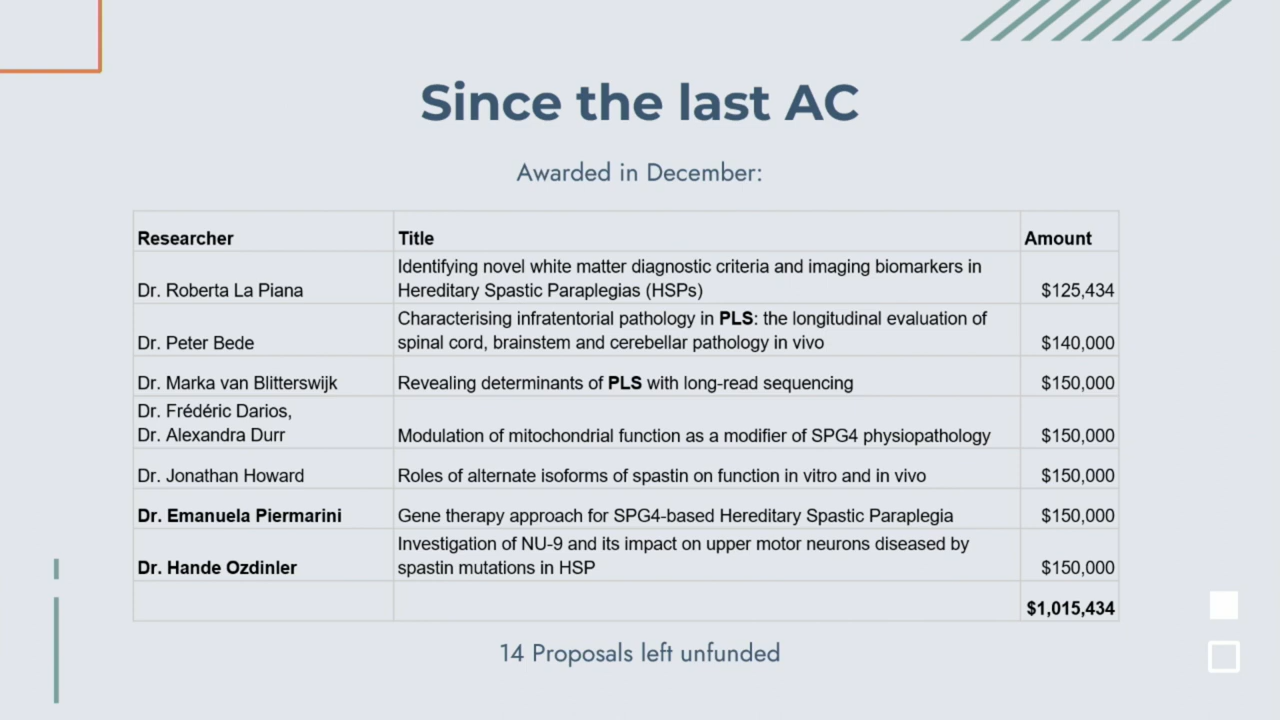 Since the last AC
Awarded in December:
Researcher Title Amount
Identifying novel white matter diagnostic criteria and imaging biomarkers in
Dr. Roberta La Piana Hereditary Spastic Paraplegias (HSPs) $125,434
Characterising infratentorial pathology in PLS: the longitudinal evaluation of
Dr. Peter Bede spinal cord, brainstem and cerebellar pathology in vivo $140,000
Dr. Marka van Blitterswijk Revealing determinants of PLS with long-read sequencing $150,000
Dr. Frédéric Darios,
Dr. Alexandra Durr Modulation of mitochondrial function as a modifier of SPG4 physiopathology $150,000
Dr. Jonathan Howard Roles of alternate isoforms of spastin on function in vitro and in vivo $150,000
Dr. Emanuela Piermarini Gene therapy approach for SPG4-based Hereditary Spastic Paraplegia $150,000
Investigation of NU-9 and its impact on upper motor neurons diseased by
Dr. Hande Ozdinler spastin mutations in HSP $150,000
$1,015,434
14 Proposals left unfunded